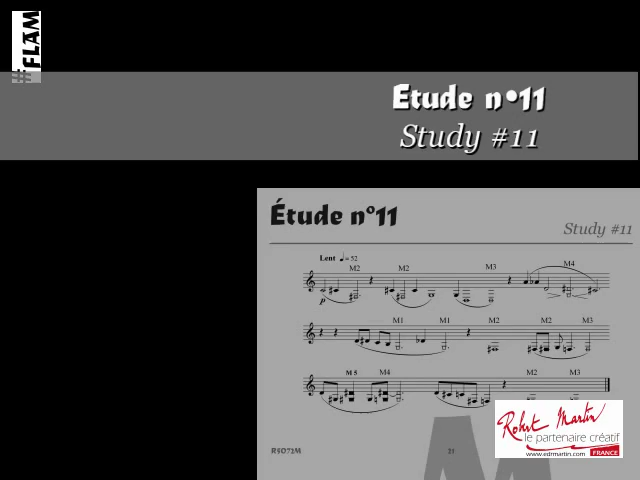 #FLAM
Etude n•11
Study #11
Étude n°11
Study #11
Lent ♩= 52
M2 M2 M3 M4
p
M1 M1 M2 M2 M3
M 5 M4 M2 M3
R5072M
21
Robert Martin
le partenaire créatif
www.edrmartin.com FRANCE